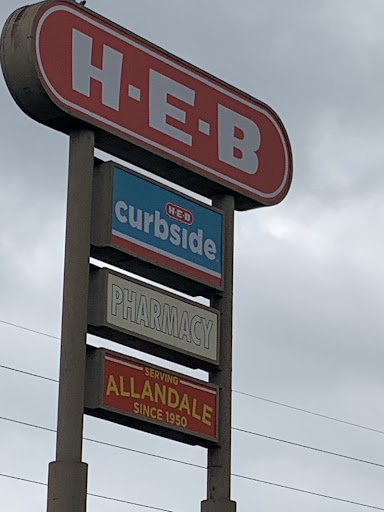 H-E-B
H-E-B
curbside
PHARMACY
SERVING
ALLANDALE
SINCE 1950